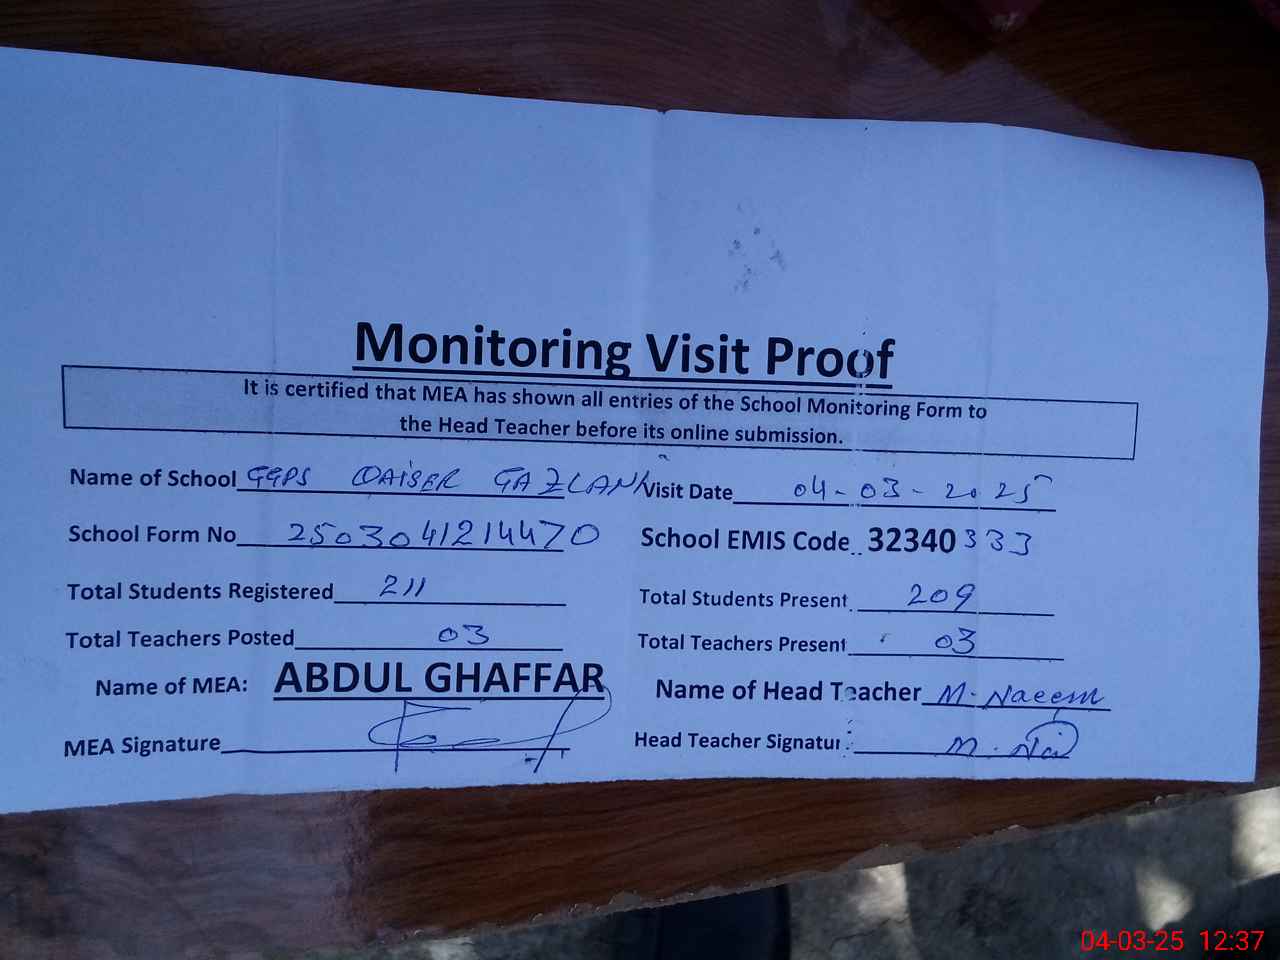 Monitoring Visit Proof
It is certified that MEA has shown all entries of the School Monitoring Form to
the Head Teacher before its online submission.
Name of School GGPS QAISER GAZLANI Visit Date 04-03-2025
School Form No 2503041214470 School EMIS Code 32340333
Total Students Registered 211 Total Students Present 209
Total Teachers Posted 03 Total Teachers Present 03
Name of MEA: ABDUL GHAFFAR Name of Head Teacher M. Naeem
MEA Signature Head Teacher Signatur
04-03-25 12:37